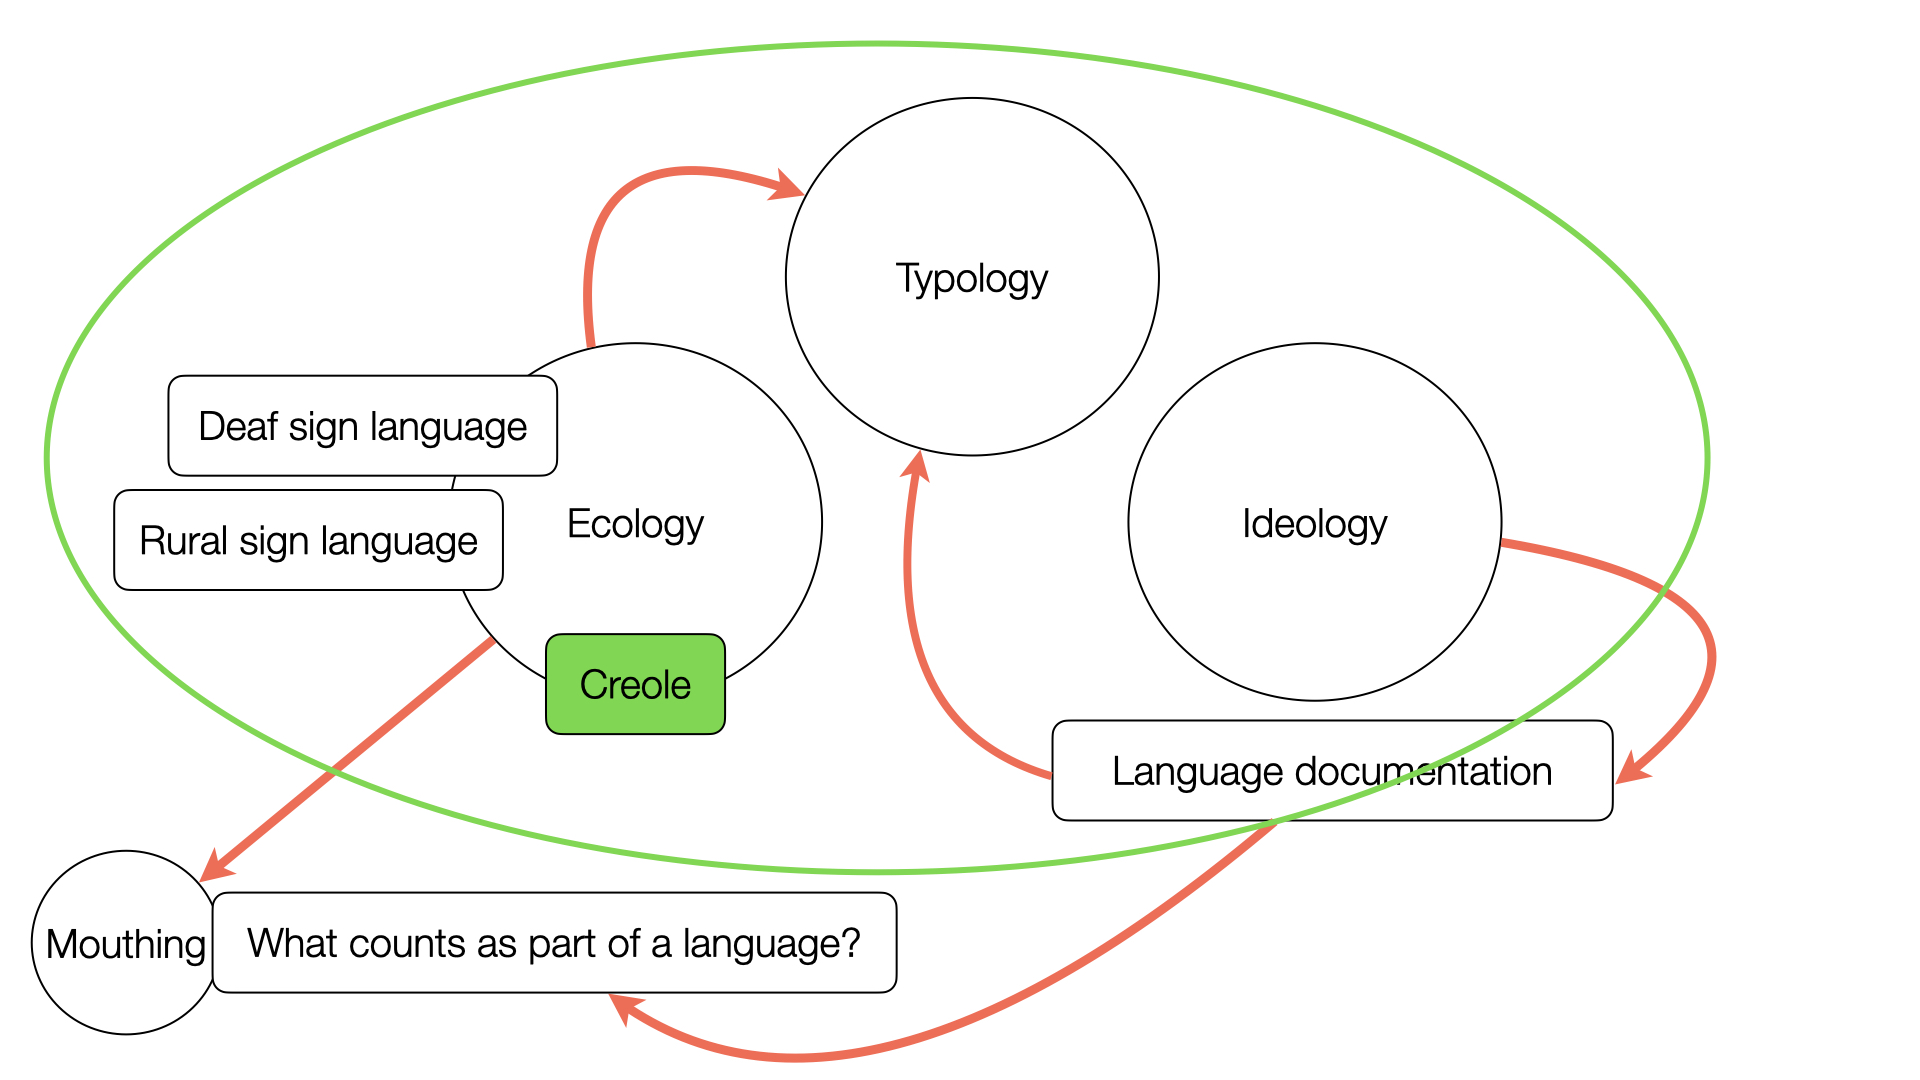 Typology
Deaf sign language
Rural sign language
Ecology
Ideology
Creole
Language documentation
Mouthing
What counts as part of a language?